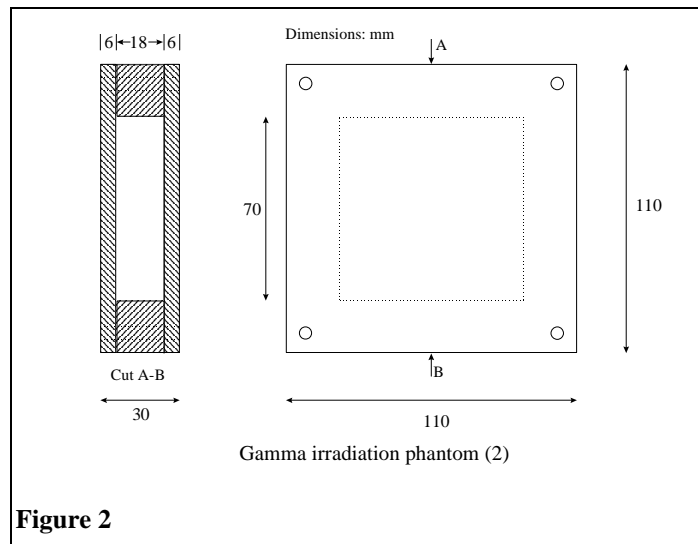 6 18 6
Dimensions: mm
A
70
110
Cut A-B
B
30
110
Gamma irradiation phantom (2)
Figure 2